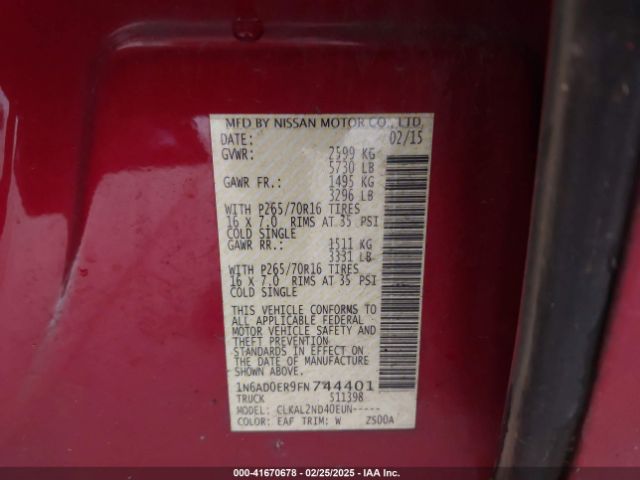 MFD BY NISSAN MOTOR CO., LTD.
DATE: 02/15
GVWR: 2599 KG
5730 LB
GAWR FR.: 1495 KG
3296 LB
WITH P265/70R16 TIRES
16 X 7.0 RIMS AT 35 PSI
COLD SINGLE
GAWR RR.: 1511 KG
3331 LB
WITH P265/70R16 TIRES
16 X 7.0 RIMS AT 35 PSI
COLD SINGLE
THIS VEHICLE CONFORMS TO
ALL APPLICABLE FEDERAL
MOTOR VEHICLE SAFETY AND
THEFT PREVENTION
STANDARDS IN EFFECT ON
THE DATE OF MANUFACTURE
SHOWN ABOVE.
1N6AD0ER9FN744401
TRUCK 511398
MODEL: CLKAL2ND40EUN-----
COLOR: EAF TRIM: W ZS00A
000-41670678 - 02/25/2025 - IAA Inc.